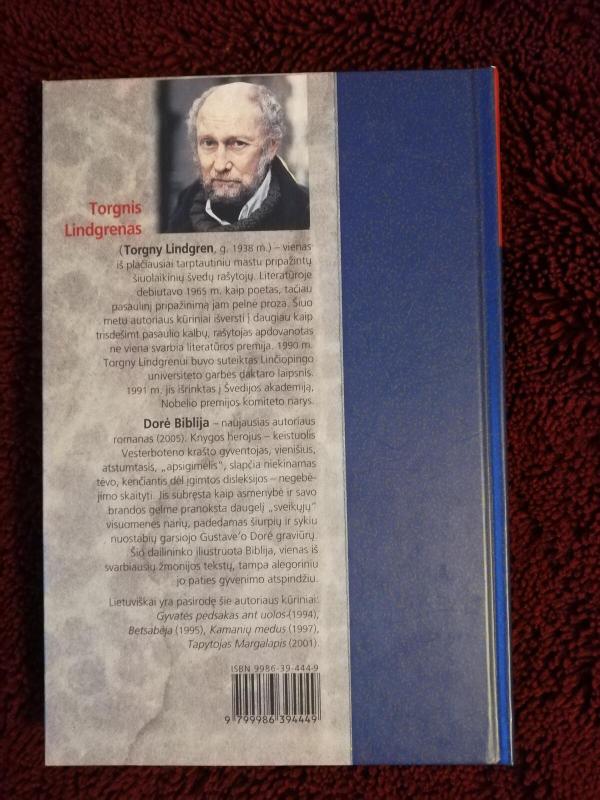 Torgnis
Lindgrenas
(Torgny Lindgren, g. 1938 m.) – vienas
iš plačiausiai tarptautiniu mastu pripažintų
šiuolaikinių švedų rašytojų. Literatūroje
debiutavo 1965 m. kaip poetas, tačiau
pasaulinį pripažinimą jam pelnė proza. Šiuo
metu autoriaus kūriniai išversti į daugiau kaip
trisdešimt pasaulio kalbų, rašytojas apdovanotas
ne viena svarbia literatūros premija. 1990 m.
Torgny Lindgrenui buvo suteiktas Linčiopingo
universiteto garbės daktaro laipsnis.
1991 m. jis išrinktas į Švedijos akademiją,
Nobelio premijos komiteto narys.
Dorė Biblija – naujausias autoriaus
romanas (2005). Knygos herojus – keistuolis
Vesterboteno krašto gyventojas, vienišius,
atstumtasis, „apsigimėlis“, slapčia niekinamas
tėvo, kenčiantis dėl įgimtos disleksijos – negebė-
jimo skaityti. Jis subręsta kaip asmenybė ir savo
brandos gelme pranoksta daugelį „sveikųjų“
visuomenės narių, padedamas šiurpių ir sykiu
nuostabių garsiojo Gustave'o Doré graviūrų.
Šio dailininko iliustruota Biblija, vienas iš
svarbiausių žmonijos tekstų, tampa alegoriniu
jo paties gyvenimo atspindžiu.
Lietuviškai yra pasirodę šie autoriaus kūriniai:
Gyvatės pėdsakas ant uolos (1994),
Betsabėja (1995), Kamanių medus (1997),
Tapytojas Margalapis (2001).
ISBN 9986-39-444-9
9 799986 394449